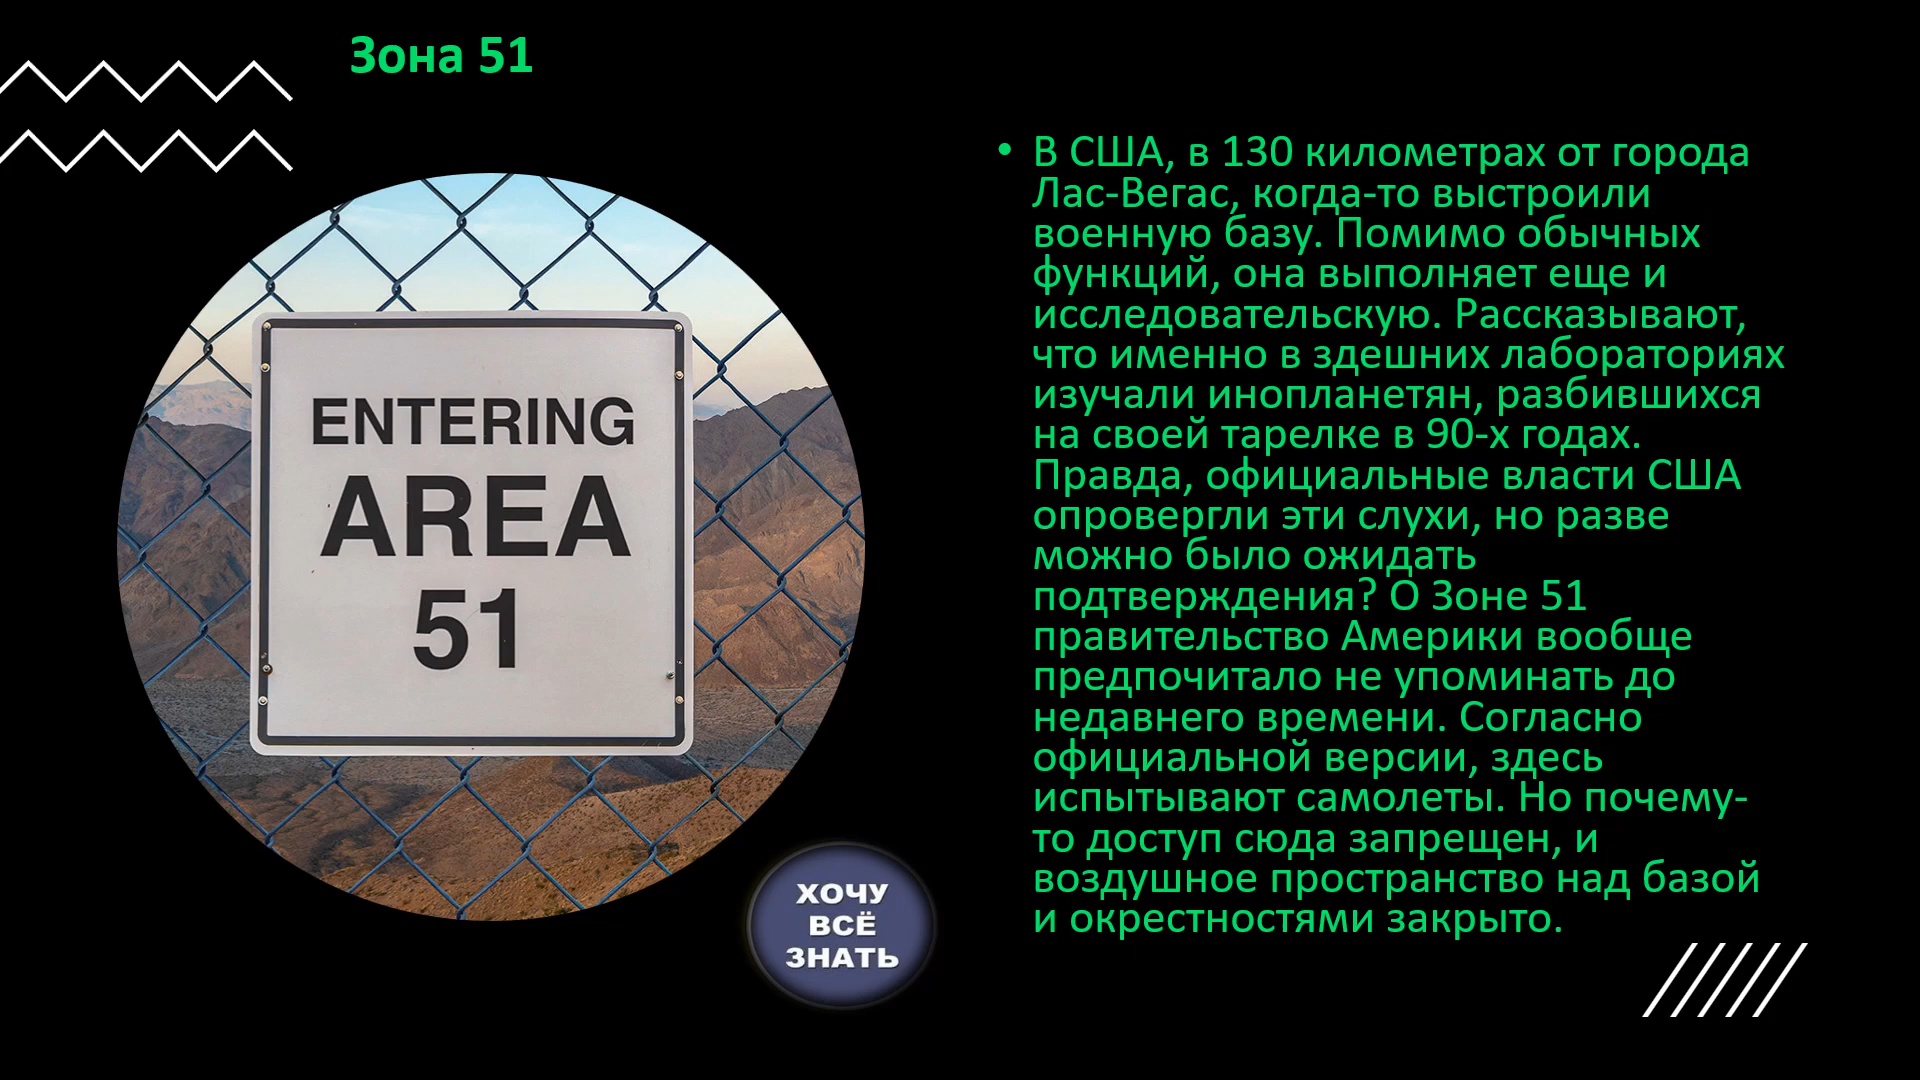 Зона 51
ENTERING
AREA
51
• В США, в 130 километрах от города
Лас-Вегас, когда-то выстроили
военную базу. Помимо обычных
функций, она выполняет еще и
исследовательскую. Рассказывают,
что именно в здешних лабораториях
изучали инопланетян, разбившихся
на своей тарелке в 90-х годах.
Правда, официальные власти США
опровергли эти слухи, но разве
можно было ожидать
подтверждения? О Зоне 51
правительство Америки вообще
предпочитало не упоминать до
недавнего времени. Согласно
официальной версии, здесь
испытывают самолеты. Но почему-
то доступ сюда запрещен, и
воздушное пространство над базой
и окрестностями закрыто.
ХОЧУ
ВСЁ
ЗНАТЬ